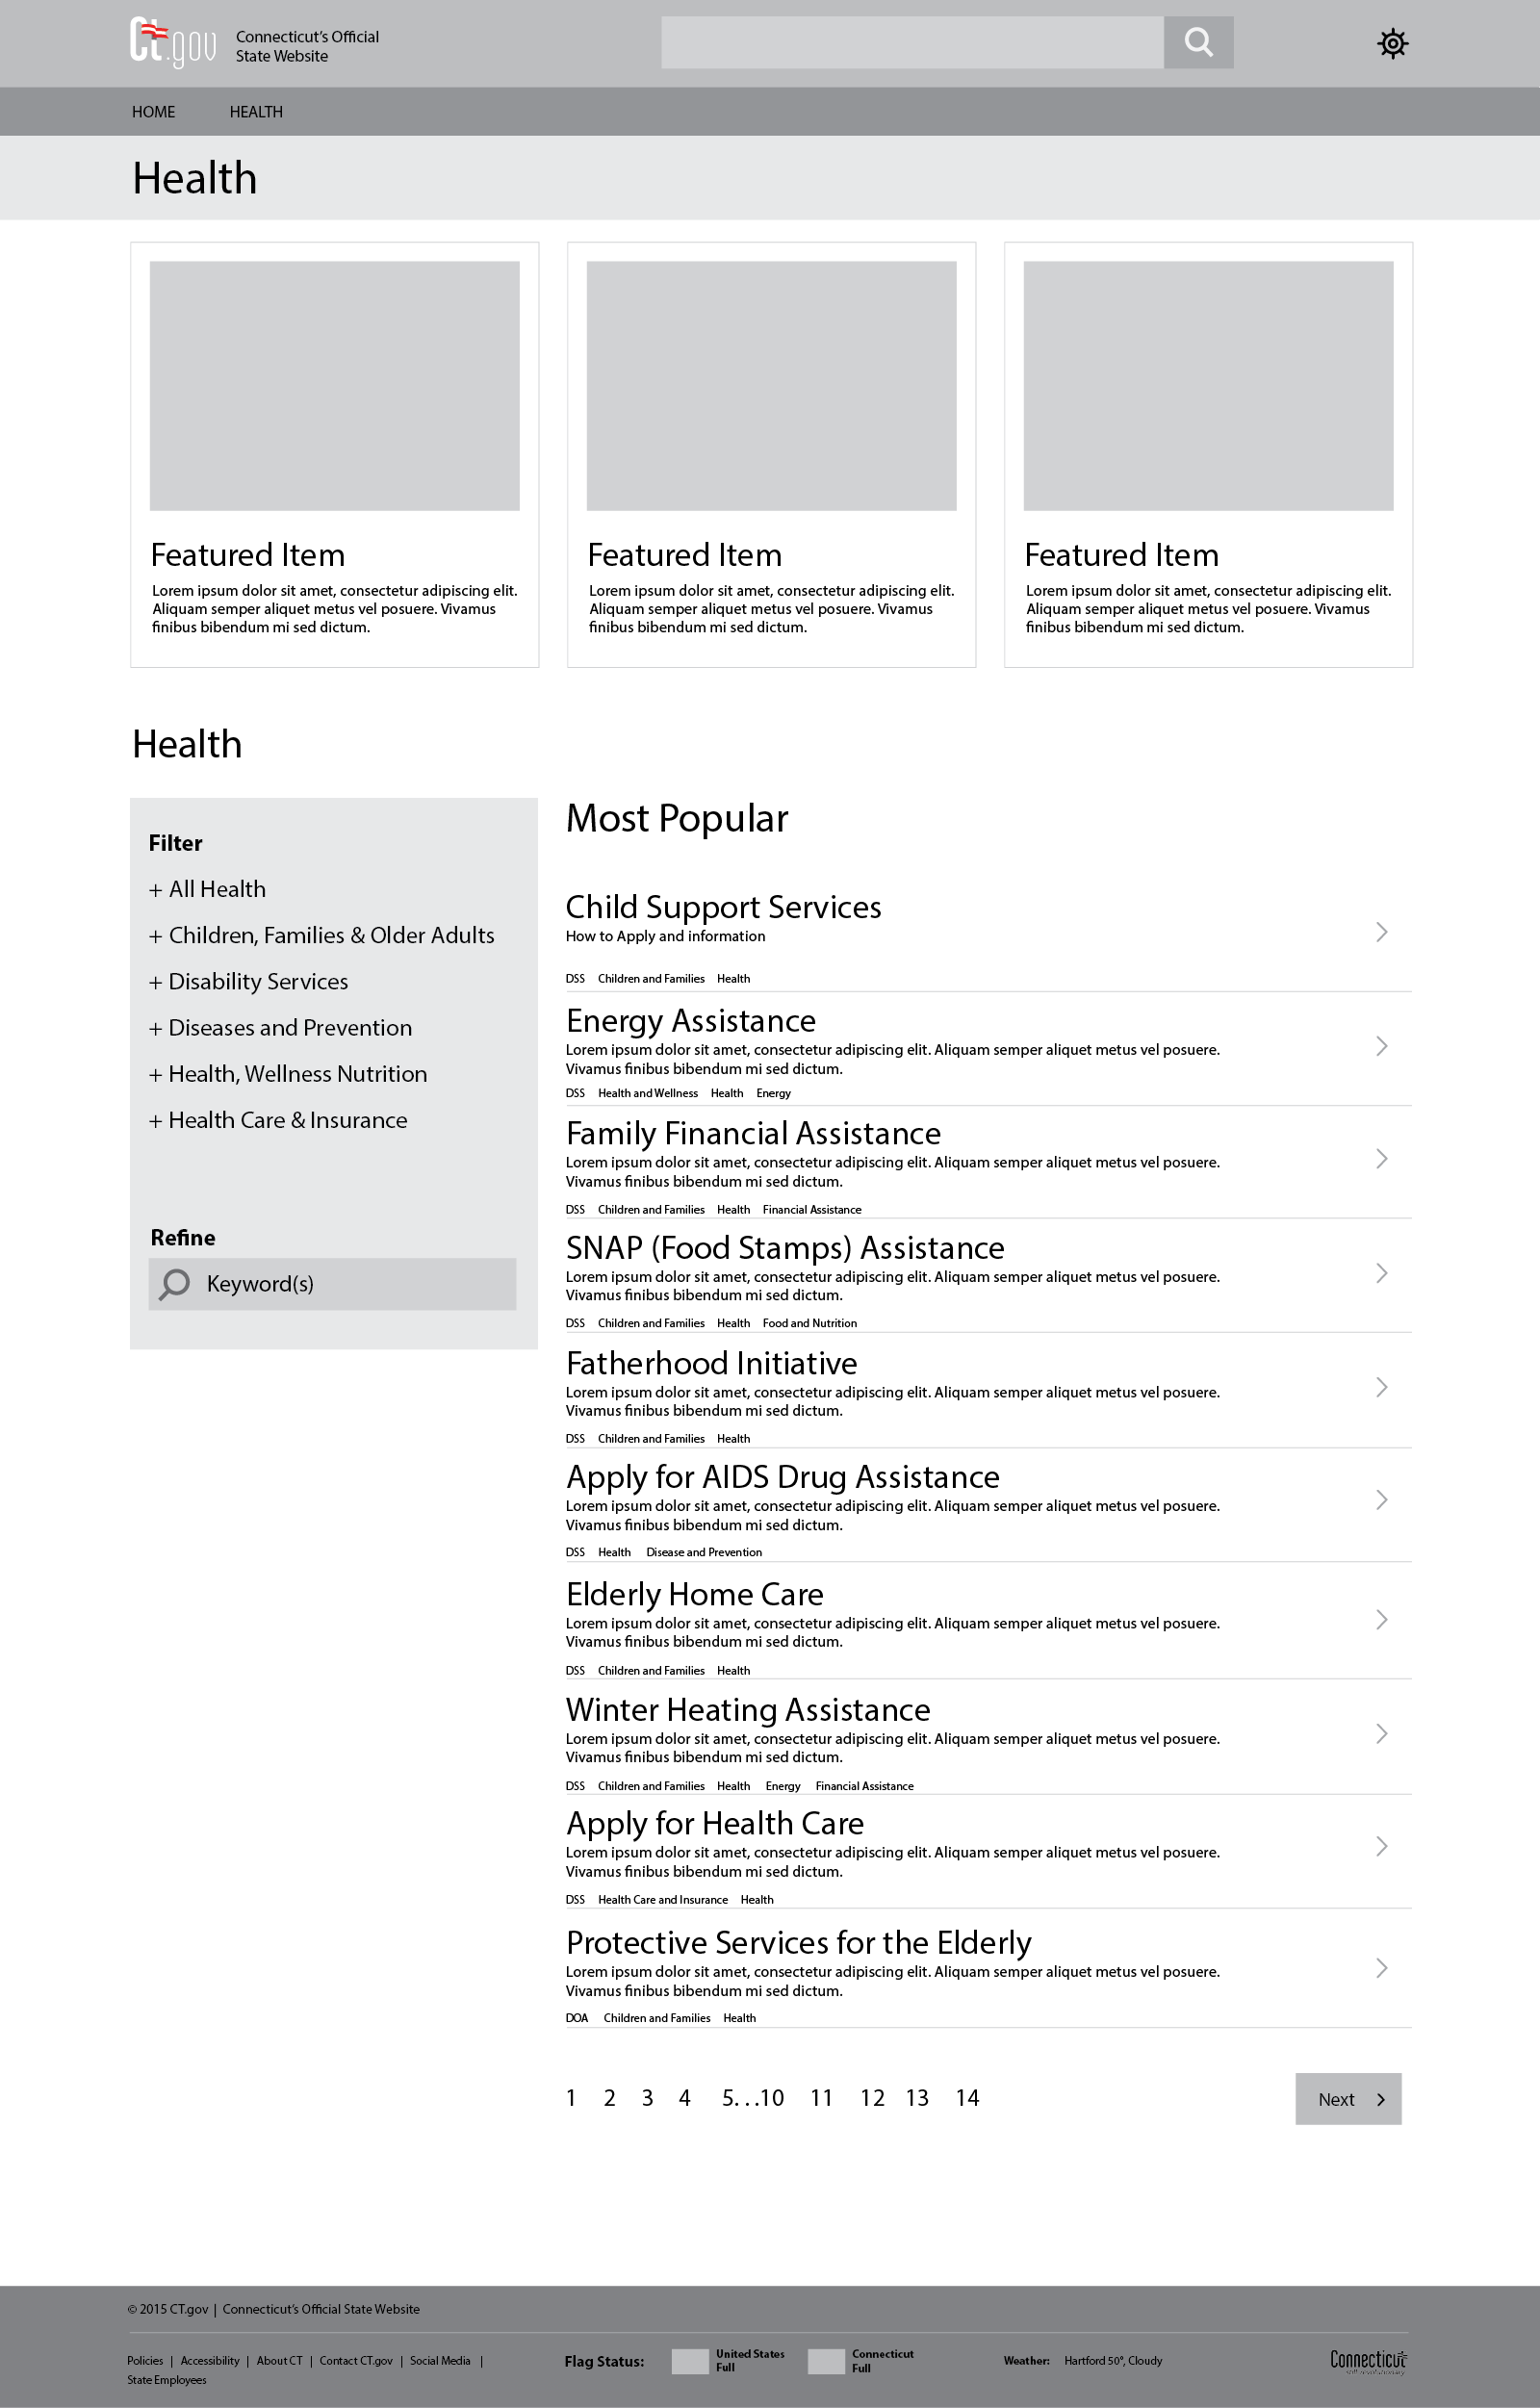 Ct.gov
Connecticut's Official
State Website
HOME HEALTH
Health
Featured Item
Lorem ipsum dolor sit amet, consectetur adipiscing elit.
Aliquam semper aliquet metus vel posuere. Vivamus
finibus bibendum mi sed dictum.
Featured Item
Lorem ipsum dolor sit amet, consectetur adipiscing elit.
Aliquam semper aliquet metus vel posuere. Vivamus
finibus bibendum mi sed dictum.
Featured Item
Lorem ipsum dolor sit amet, consectetur adipiscing elit.
Aliquam semper aliquet metus vel posuere. Vivamus
finibus bibendum mi sed dictum.
Health
Filter
+ All Health
+ Children, Families & Older Adults
+ Disability Services
+ Diseases and Prevention
+ Health, Wellness Nutrition
+ Health Care & Insurance
Refine
Keyword(s)
Most Popular
Child Support Services
How to Apply and information
DSS Children and Families Health
Energy Assistance
Lorem ipsum dolor sit amet, consectetur adipiscing elit. Aliquam semper aliquet metus vel posuere.
Vivamus finibus bibendum mi sed dictum.
DSS Health and Wellness Health Energy
Family Financial Assistance
Lorem ipsum dolor sit amet, consectetur adipiscing elit. Aliquam semper aliquet metus vel posuere.
Vivamus finibus bibendum mi sed dictum.
DSS Children and Families Health Financial Assistance
SNAP (Food Stamps) Assistance
Lorem ipsum dolor sit amet, consectetur adipiscing elit. Aliquam semper aliquet metus vel posuere.
Vivamus finibus bibendum mi sed dictum.
DSS Children and Families Health Food and Nutrition
Fatherhood Initiative
Lorem ipsum dolor sit amet, consectetur adipiscing elit. Aliquam semper aliquet metus vel posuere.
Vivamus finibus bibendum mi sed dictum.
DSS Children and Families Health
Apply for AIDS Drug Assistance
Lorem ipsum dolor sit amet, consectetur adipiscing elit. Aliquam semper aliquet metus vel posuere.
Vivamus finibus bibendum mi sed dictum.
DSS Health Disease and Prevention
Elderly Home Care
Lorem ipsum dolor sit amet, consectetur adipiscing elit. Aliquam semper aliquet metus vel posuere.
Vivamus finibus bibendum mi sed dictum.
DSS Children and Families Health
Winter Heating Assistance
Lorem ipsum dolor sit amet, consectetur adipiscing elit. Aliquam semper aliquet metus vel posuere.
Vivamus finibus bibendum mi sed dictum.
DSS Children and Families Health Energy Financial Assistance
Apply for Health Care
Lorem ipsum dolor sit amet, consectetur adipiscing elit. Aliquam semper aliquet metus vel posuere.
Vivamus finibus bibendum mi sed dictum.
DSS Health Care and Insurance Health
Protective Services for the Elderly
Lorem ipsum dolor sit amet, consectetur adipiscing elit. Aliquam semper aliquet metus vel posuere.
Vivamus finibus bibendum mi sed dictum.
DOA Children and Families Health
1 2 3 4 5. . .10 11 12 13 14
Next
© 2015 CT.gov | Connecticut's Official State Website
Policies | Accessibility | About CT | Contact CT.gov | Social Media |
State Employees
Flag Status:
United States
Full
Connecticut
Full
Weather: Hartford 50°, Cloudy
Connecticut
still revolutionary